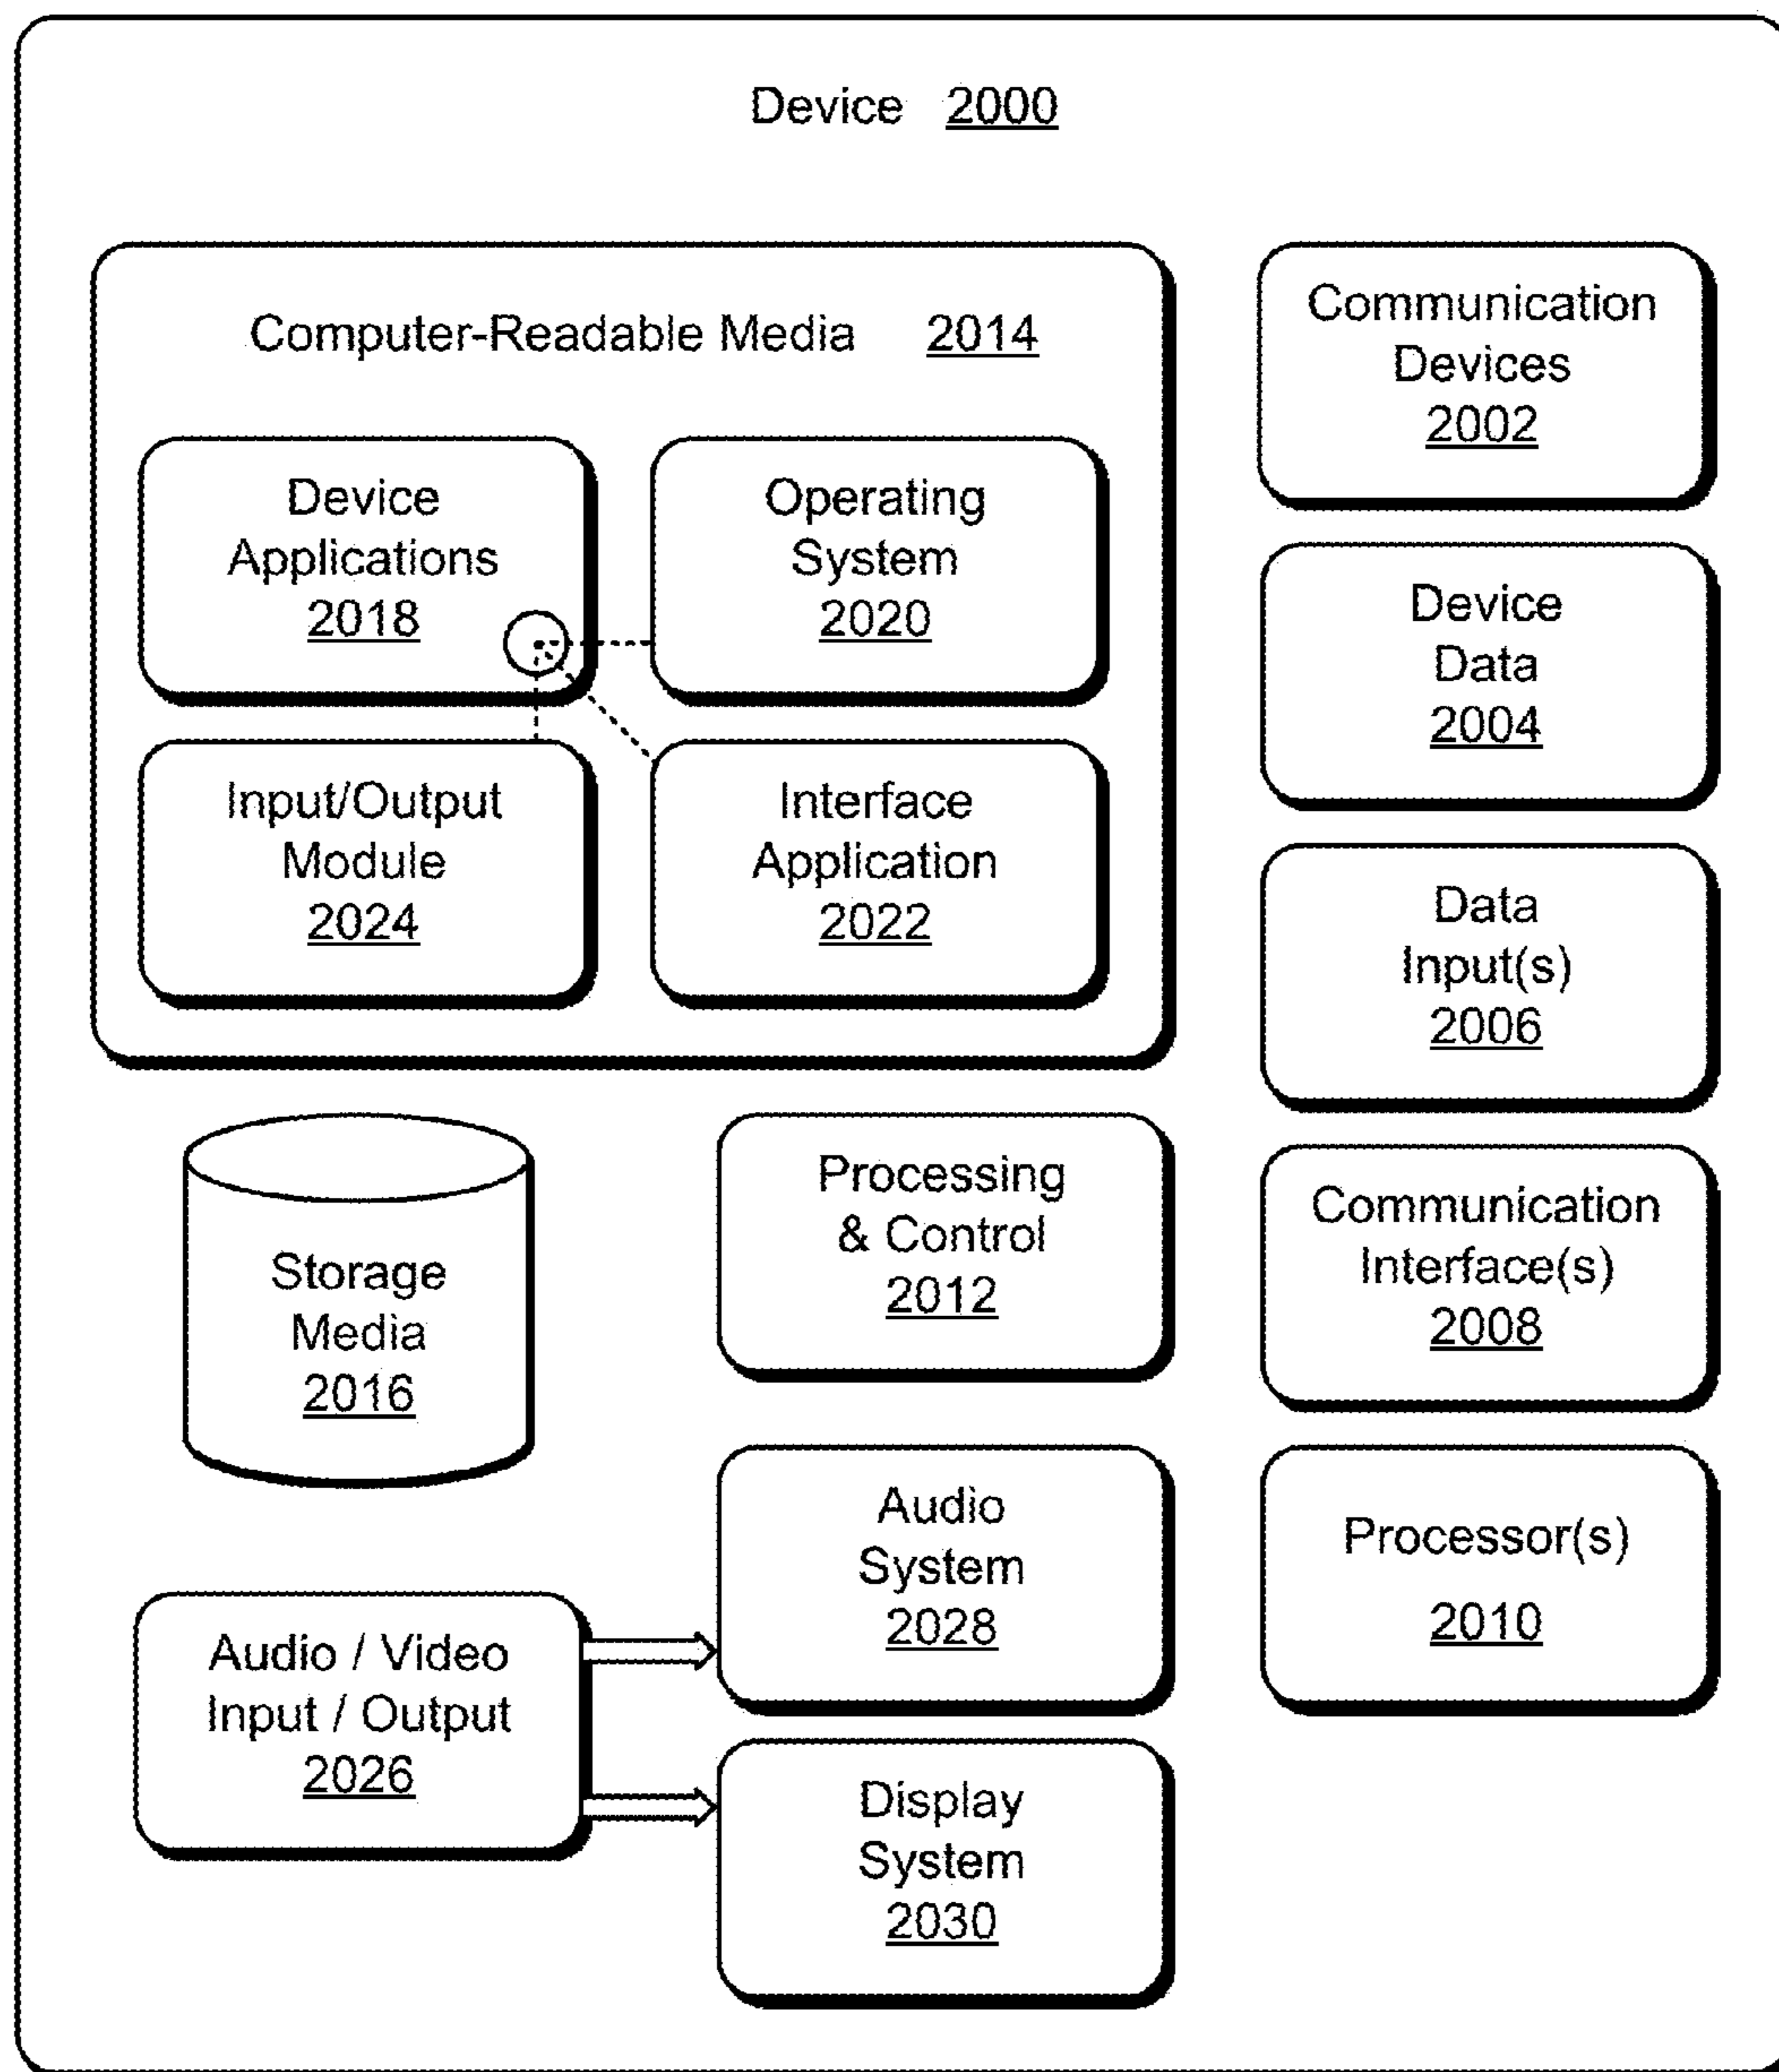 Device 2000
Computer-Readable Media 2014
Device
Applications
2018
Operating
System
2020
Input/Output
Module
2024
Interface
Application
2022
Communication
Devices
2002
Device
Data
2004
Data
Input(s)
2006
Communication
Interface(s)
2008
Processor(s)
2010
Storage
Media
2016
Processing
& Control
2012
Audio / Video
Input / Output
2026
Audio
System
2028
Display
System
2030